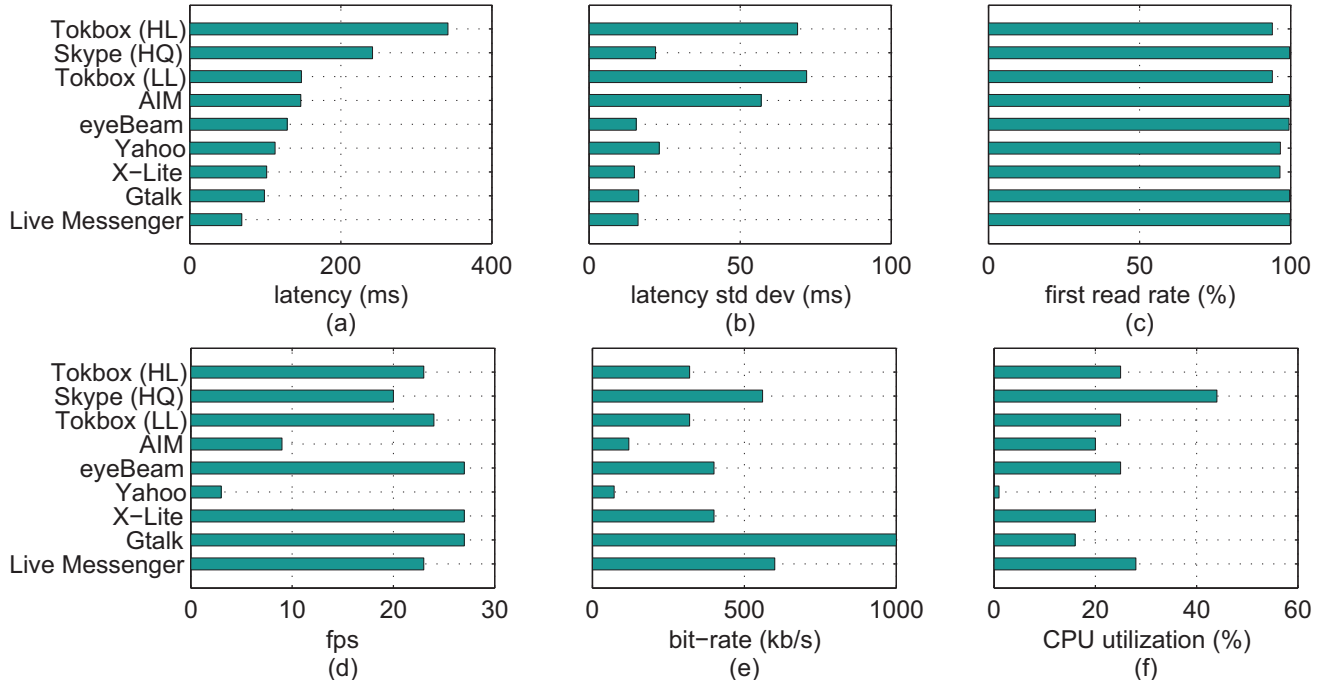 Tokbox (HL)
Skype (HQ)
Tokbox (LL)
AIM
eyeBeam
Yahoo
X−Lite
Gtalk
Live Messenger
0 200 400
latency (ms)
(a)
0 50 100
latency std dev (ms)
(b)
0 50 100
first read rate (%)
(c)
Tokbox (HL)
Skype (HQ)
Tokbox (LL)
AIM
eyeBeam
Yahoo
X−Lite
Gtalk
Live Messenger
0 10 20 30
fps
(d)
0 500 1000
bit−rate (kb/s)
(e)
0 20 40 60
CPU utilization (%)
(f)